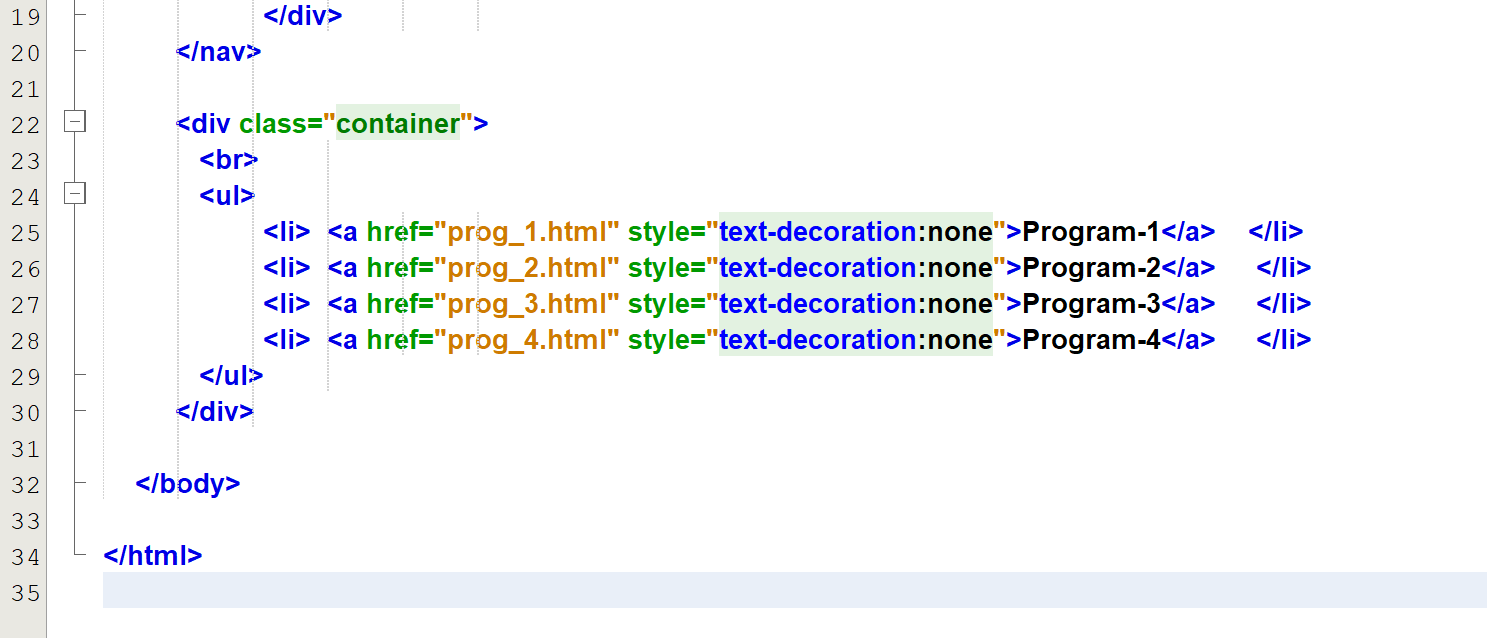 19 </div>
20 </nav>
21
22 <div class="container">
23 <br>
24 <ul>
25 <li> <a href="prog_1.html" style="text-decoration:none">Program-1</a> </li>
26 <li> <a href="prog_2.html" style="text-decoration:none">Program-2</a> </li>
27 <li> <a href="prog_3.html" style="text-decoration:none">Program-3</a> </li>
28 <li> <a href="prog_4.html" style="text-decoration:none">Program-4</a> </li>
29 </ul>
30 </div>
31
32 </body>
33
34 </html>
35